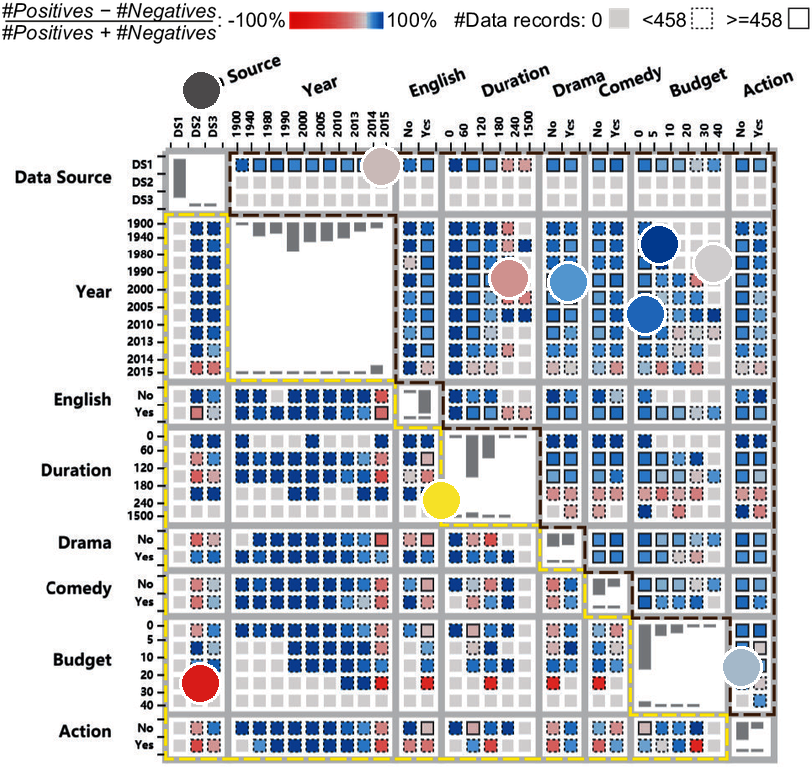 #Positives − #Negatives
#Positives + #Negatives
: -100% 100% #Data records: 0 <458 >=458
Source Year English Duration Drama Comedy Budget Action
DS1 DS2 DS3 1900 1940 1980 1990 2000 2005 2010 2013 2014 2015 No Yes 0 60 120 180 240 1500 No Yes No Yes 0 5 10 20 30 40 No Yes
Data Source
DS1
DS2
DS3
Year
1900
1940
1980
1990
2000
2005
2010
2013
2014
2015
English
No
Yes
Duration
0
60
120
180
240
1500
Drama
No
Yes
Comedy
No
Yes
Budget
0
5
10
20
30
40
Action
No
Yes